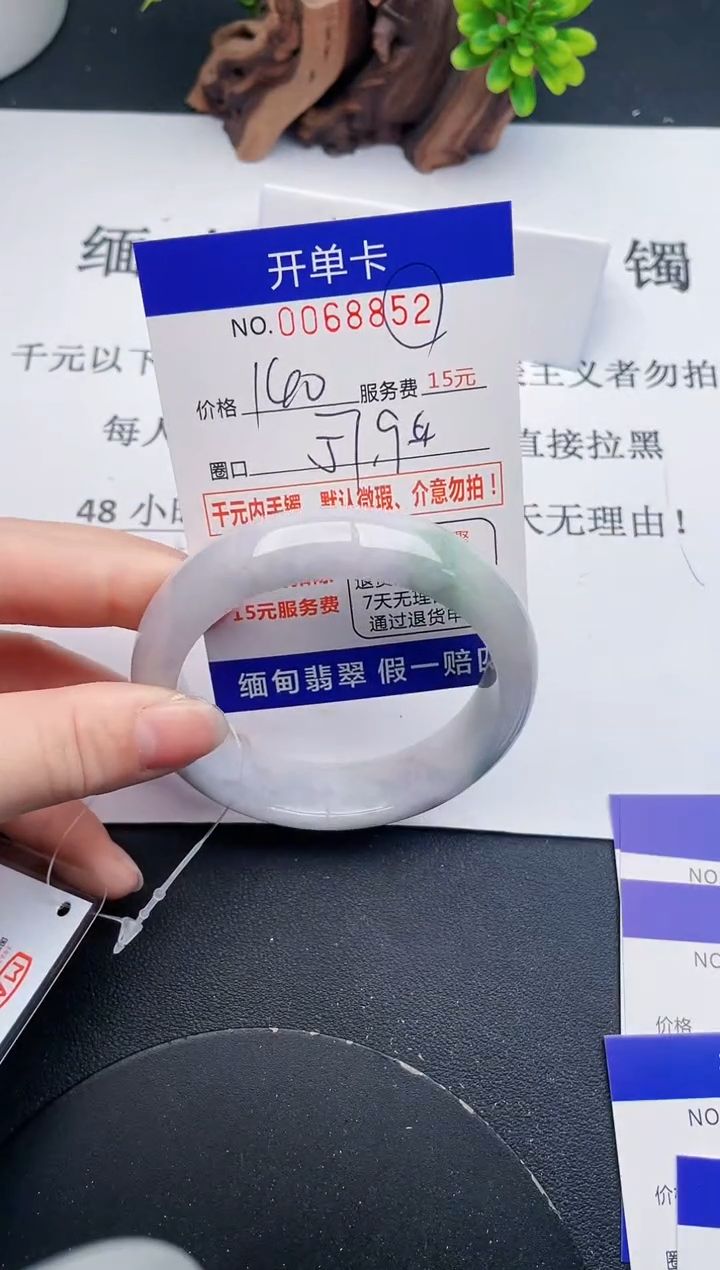 开单卡
NO.0068852
价格 160 服务费 15元
圈口 57.9
千元内手镯、默认微瑕、介意勿拍！
15元服务费
7天无理
通过退货
缅甸翡翠 假一赔
缅
镯
千元以下
主义者勿拍
每人
直接拉黑
48 小时
天无理由！
NO
NO
价格
NO
价
圈